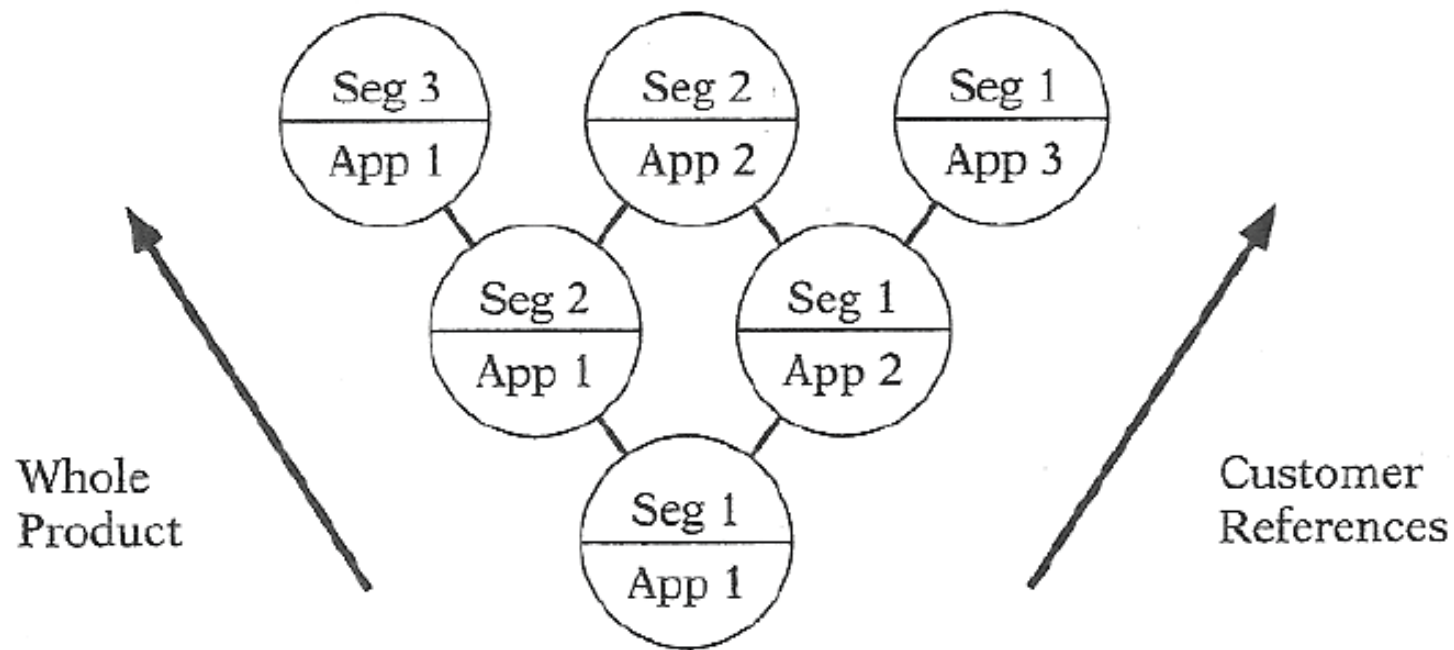 Seg 3
App 1
Seg 2
App 2
Seg 1
App 3
Seg 2
App 1
Seg 1
App 2
Seg 1
App 1
Whole
Product
Customer
References